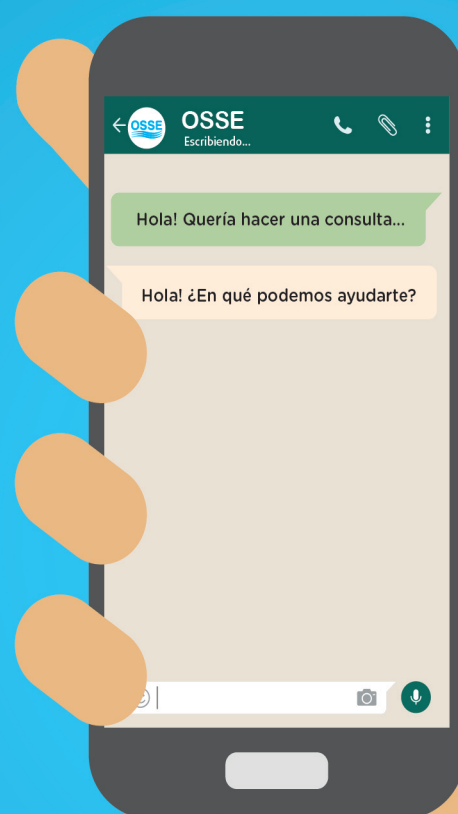 OSSE
OSSE
Escribiendo...
Hola! Quería hacer una consulta...
Hola! ¿En qué podemos ayudarte?